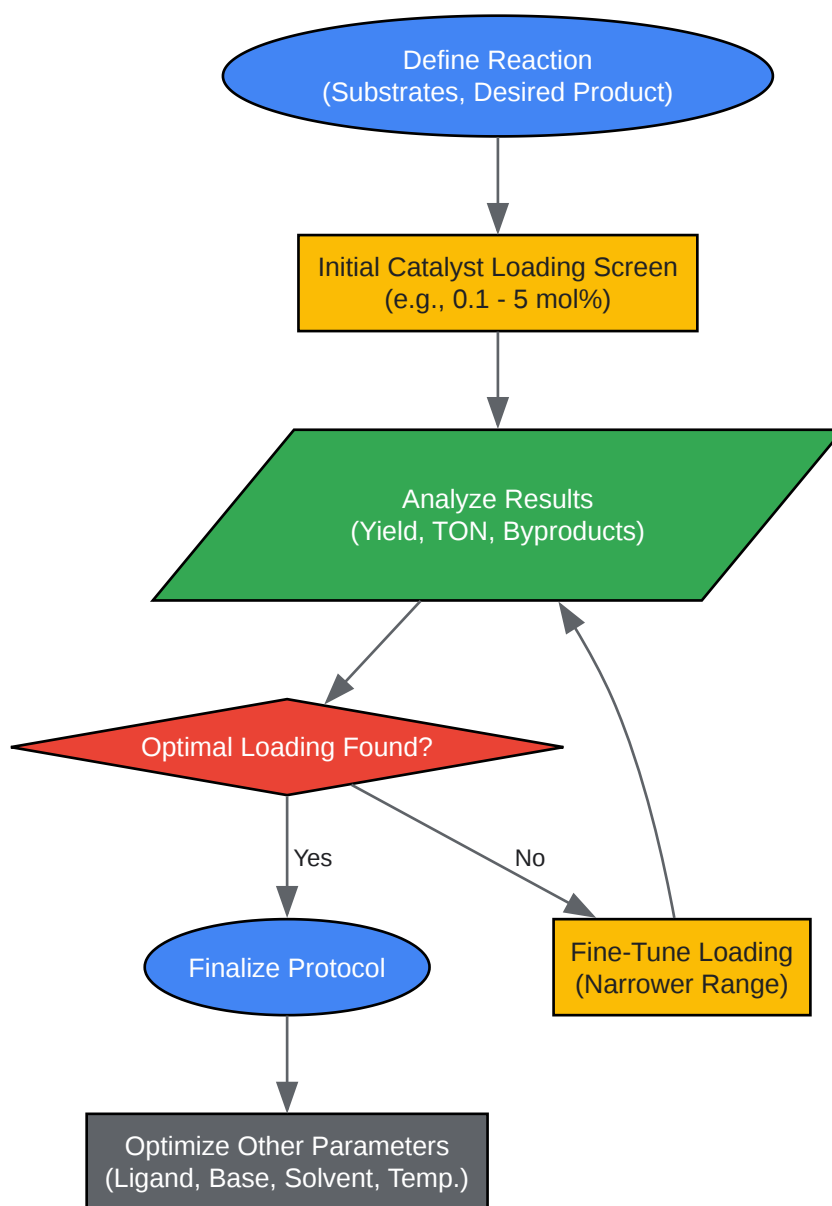 Define Reaction
(Substrates, Desired Product)
Initial Catalyst Loading Screen
(e.g., 0.1 - 5 mol%)
Analyze Results
(Yield, TON, Byproducts)
Optimal Loading Found?
Yes
No
Finalize Protocol
Fine-Tune Loading
(Narrower Range)
Optimize Other Parameters
(Ligand, Base, Solvent, Temp.)